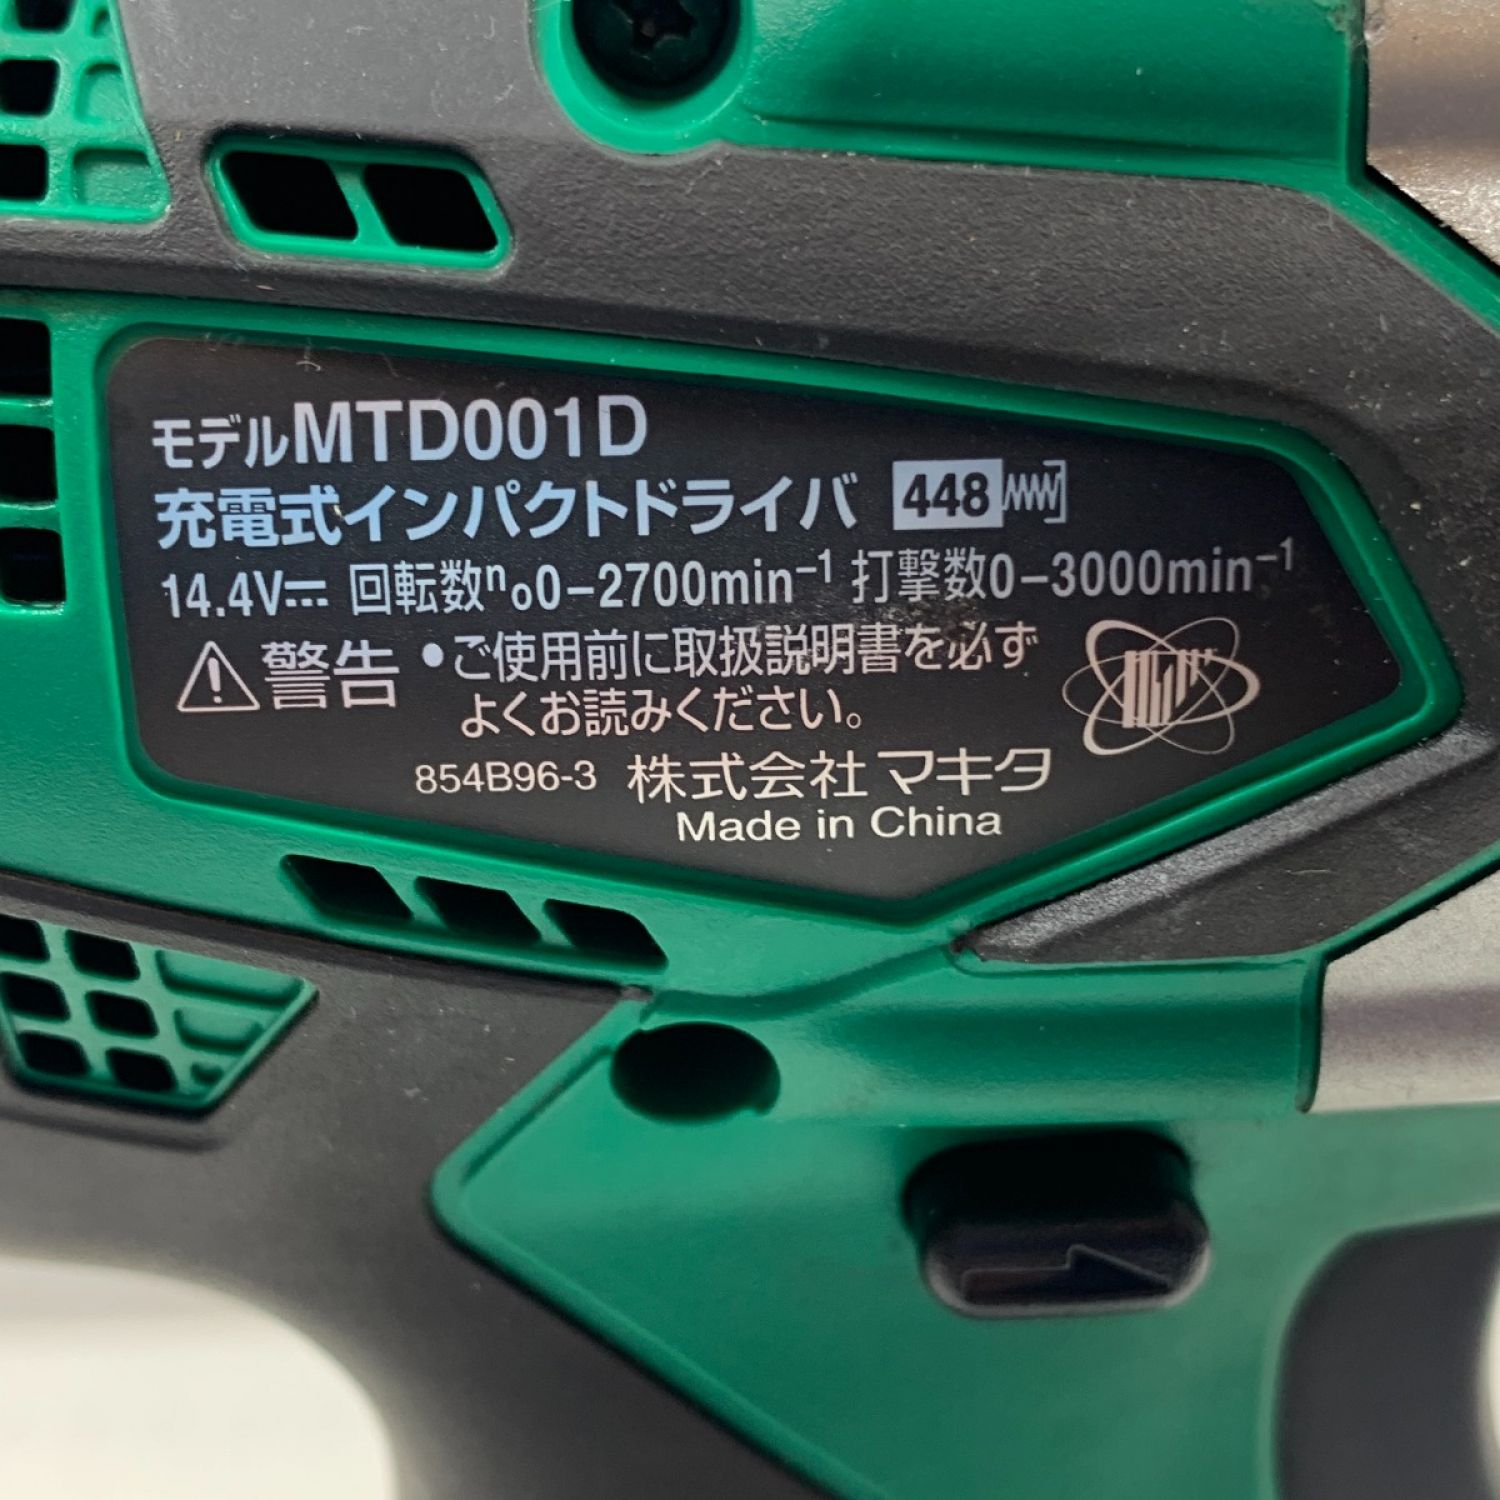 モデルMTD001D
充電式インパクトドライバ 448
14.4V⎓ 回転数n₀0-2700min⁻¹ 打撃数0-3000min⁻¹
⚠警告 •ご使用前に取扱説明書を必ず
よくお読みください。
854B96-3 株式会社マキタ
Made in China